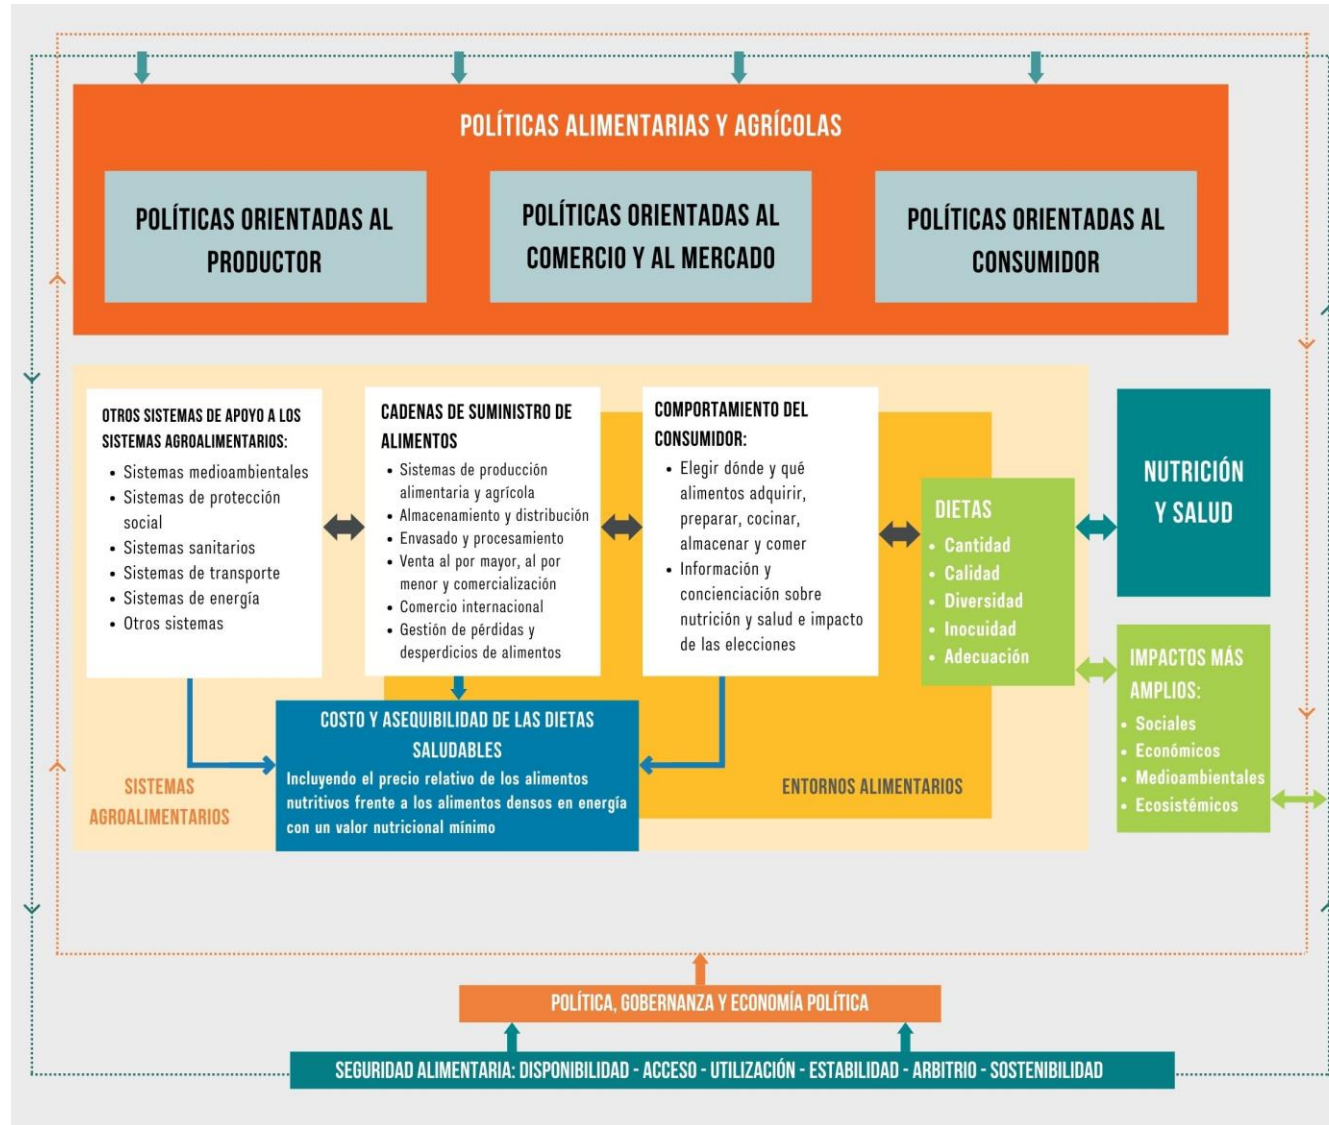 POLÍTICAS ALIMENTARIAS Y AGRÍCOLAS
POLÍTICAS ORIENTADAS AL
PRODUCTOR
POLÍTICAS ORIENTADAS AL
COMERCIO Y AL MERCADO
POLÍTICAS ORIENTADAS AL
CONSUMIDOR
OTROS SISTEMAS DE APOYO A LOS
SISTEMAS AGROALIMENTARIOS:
• Sistemas medioambientales
• Sistemas de protección
social
• Sistemas sanitarios
• Sistemas de transporte
• Sistemas de energía
• Otros sistemas
CADENAS DE SUMINISTRO DE
ALIMENTOS
• Sistemas de producción
alimentaria y agrícola
• Almacenamiento y distribución
• Envasado y procesamiento
• Venta al por mayor, al por
menor y comercialización
• Comercio internacional
• Gestión de pérdidas y
desperdicios de alimentos
COMPORTAMIENTO DEL
CONSUMIDOR:
• Elegir dónde y qué
alimentos adquirir,
preparar, cocinar,
almacenar y comer
• Información y
concienciación sobre
nutrición y salud e impacto
de las elecciones
DIETAS
• Cantidad
• Calidad
• Diversidad
• Inocuidad
• Adecuación
NUTRICIÓN
Y SALUD
IMPACTOS MÁS
AMPLIOS:
• Sociales
• Económicos
• Medioambientales
• Ecosistémicos
COSTO Y ASEQUIBILIDAD DE LAS DIETAS
SALUDABLES
Incluyendo el precio relativo de los alimentos
nutritivos frente a los alimentos densos en energía
con un valor nutricional mínimo
SISTEMAS
AGROALIMENTARIOS
ENTORNOS ALIMENTARIOS
POLÍTICA, GOBERNANZA Y ECONOMÍA POLÍTICA
SEGURIDAD ALIMENTARIA: DISPONIBILIDAD - ACCESO - UTILIZACIÓN - ESTABILIDAD - ARBITRIO - SOSTENIBILIDAD